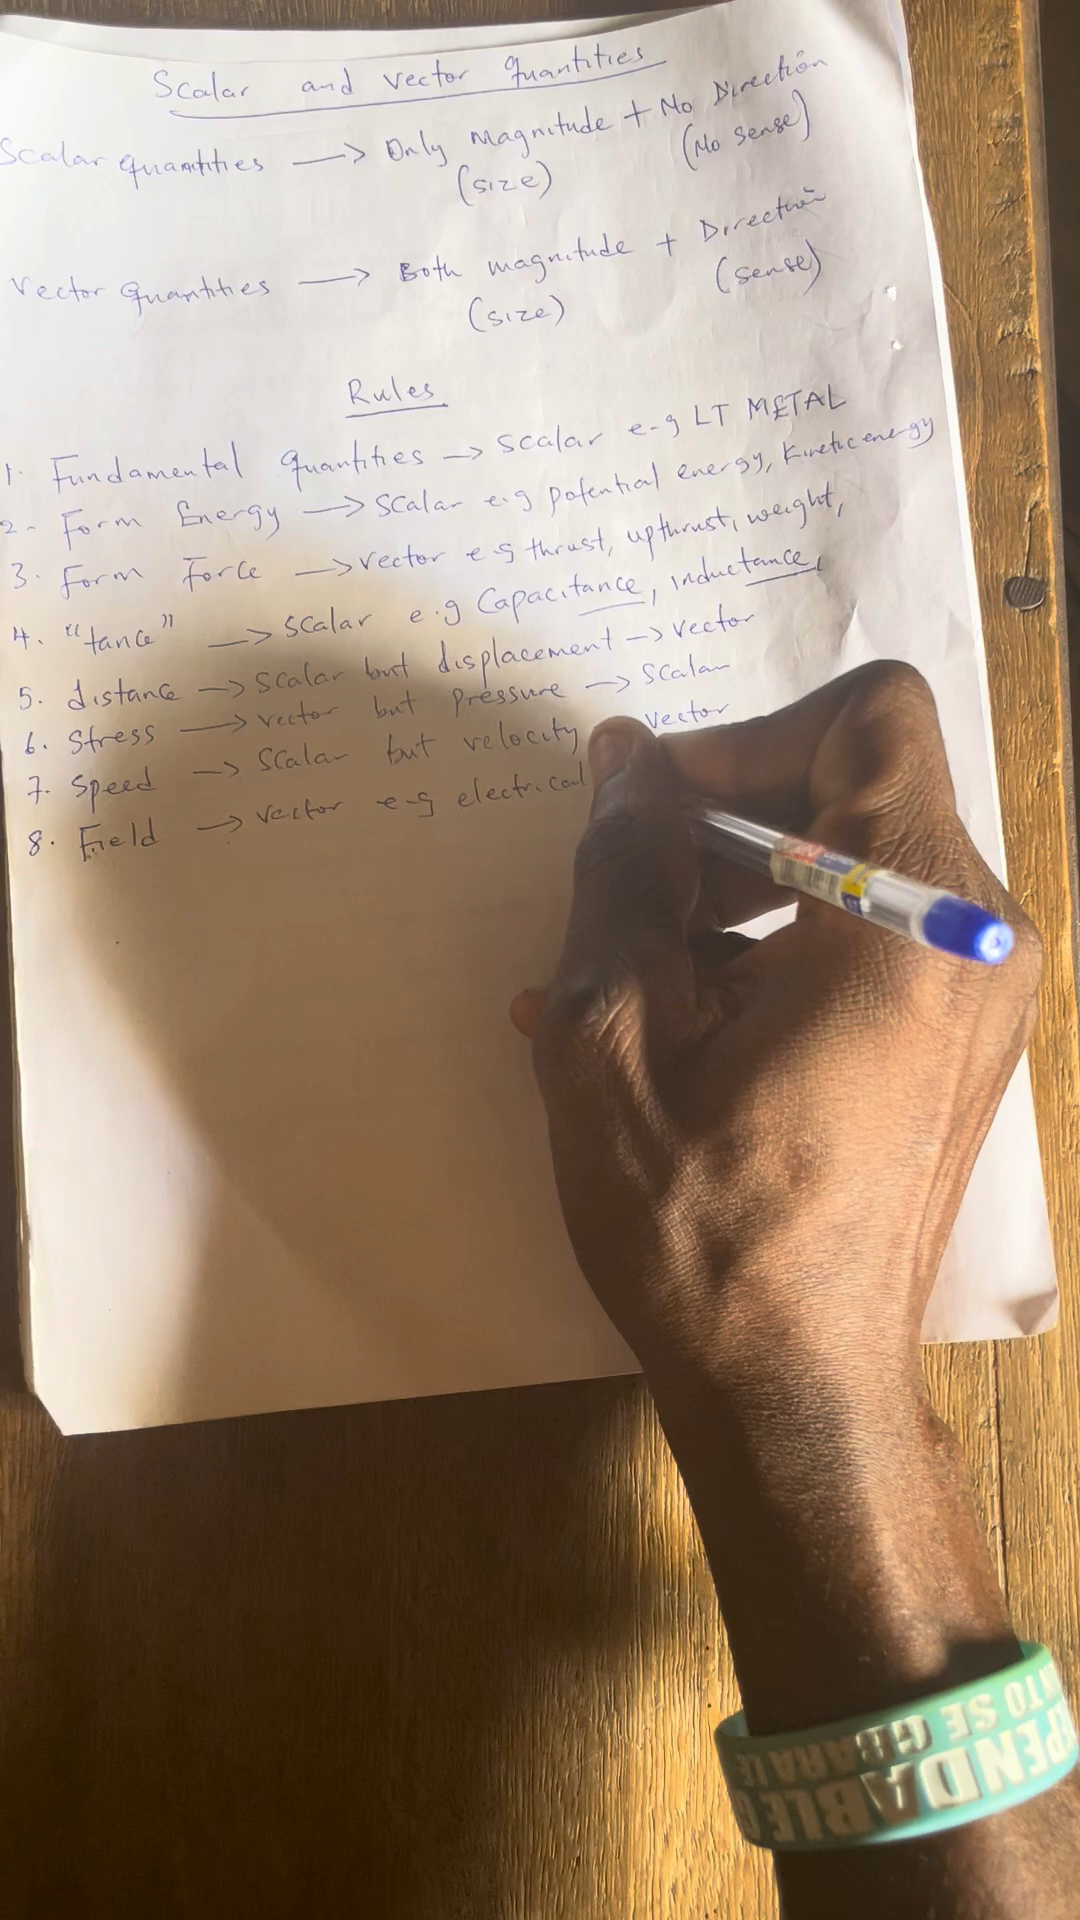 Scalar and vector quantities
Scalar quantities → Only magnitude + No Direction
(size) (No sense)
Vector quantities → Both magnitude + Direction
(size) (sense)
Rules
1. Fundamental quantities → scalar e-g LT METAL
2- Form Energy → scalar e.g potential energy, kinetic energy
3. Form Force → vector e g thrust, upthrust, weight,
4. "tance" → scalar e.g Capacitance, inductance,
5. distance → scalar but displacement → vector
6. Stress → vector but pressure → scalar
7. Speed → scalar but velocity vector
8. Field → vector e-g electrical
DEPENDABLE
TO SE